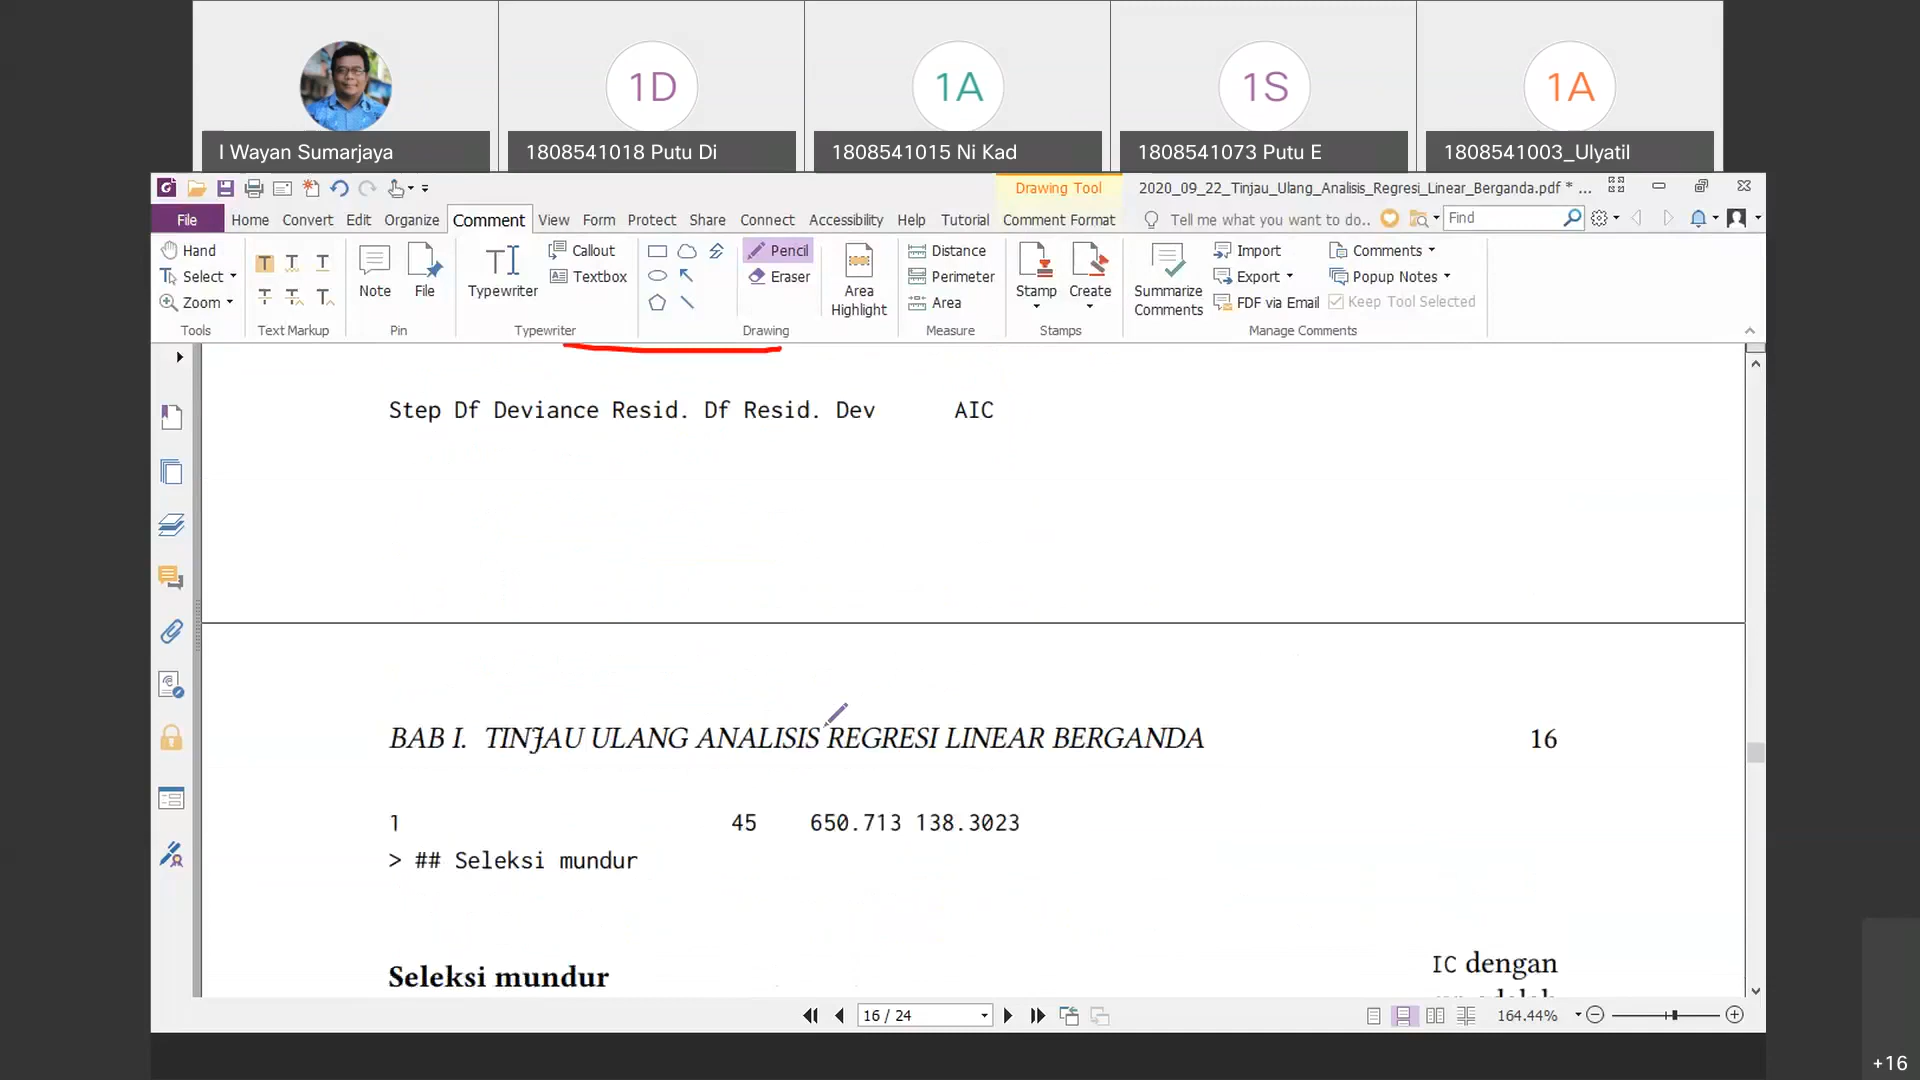 1D
1A
1S
1A
I Wayan Sumarjaya
1808541018 Putu Di
1808541015 Ni Kad
1808541073 Putu E
1808541003_Ulyatil
Drawing Tool
2020_09_22_Tinjau_Ulang_Analisis_Regresi_Linear_Berganda.pdf * ...
File Home Convert Edit Organize Comment View Form Protect Share Connect Accessibility Help Tutorial Comment Format Tell me what you want to do.. Find
Hand
Select
Zoom
Tools
Text Markup
Note
File
Pin
Typewriter
Callout
Textbox
Typewriter
Pencil
Eraser
Drawing
Area
Highlight
Distance
Perimeter
Area
Measure
Stamp
Create
Stamps
Summarize
Comments
Import
Export
FDF via Email
Comments
Popup Notes
Keep Tool Selected
Manage Comments
Step Df Deviance Resid. Df Resid. Dev AIC
BAB I. TINJAU ULANG ANALISIS REGRESI LINEAR BERGANDA 16
1 45 650.713 138.3023
> ## Seleksi mundur
Seleksi mundur
IC dengan
16 / 24
164.44%
+16